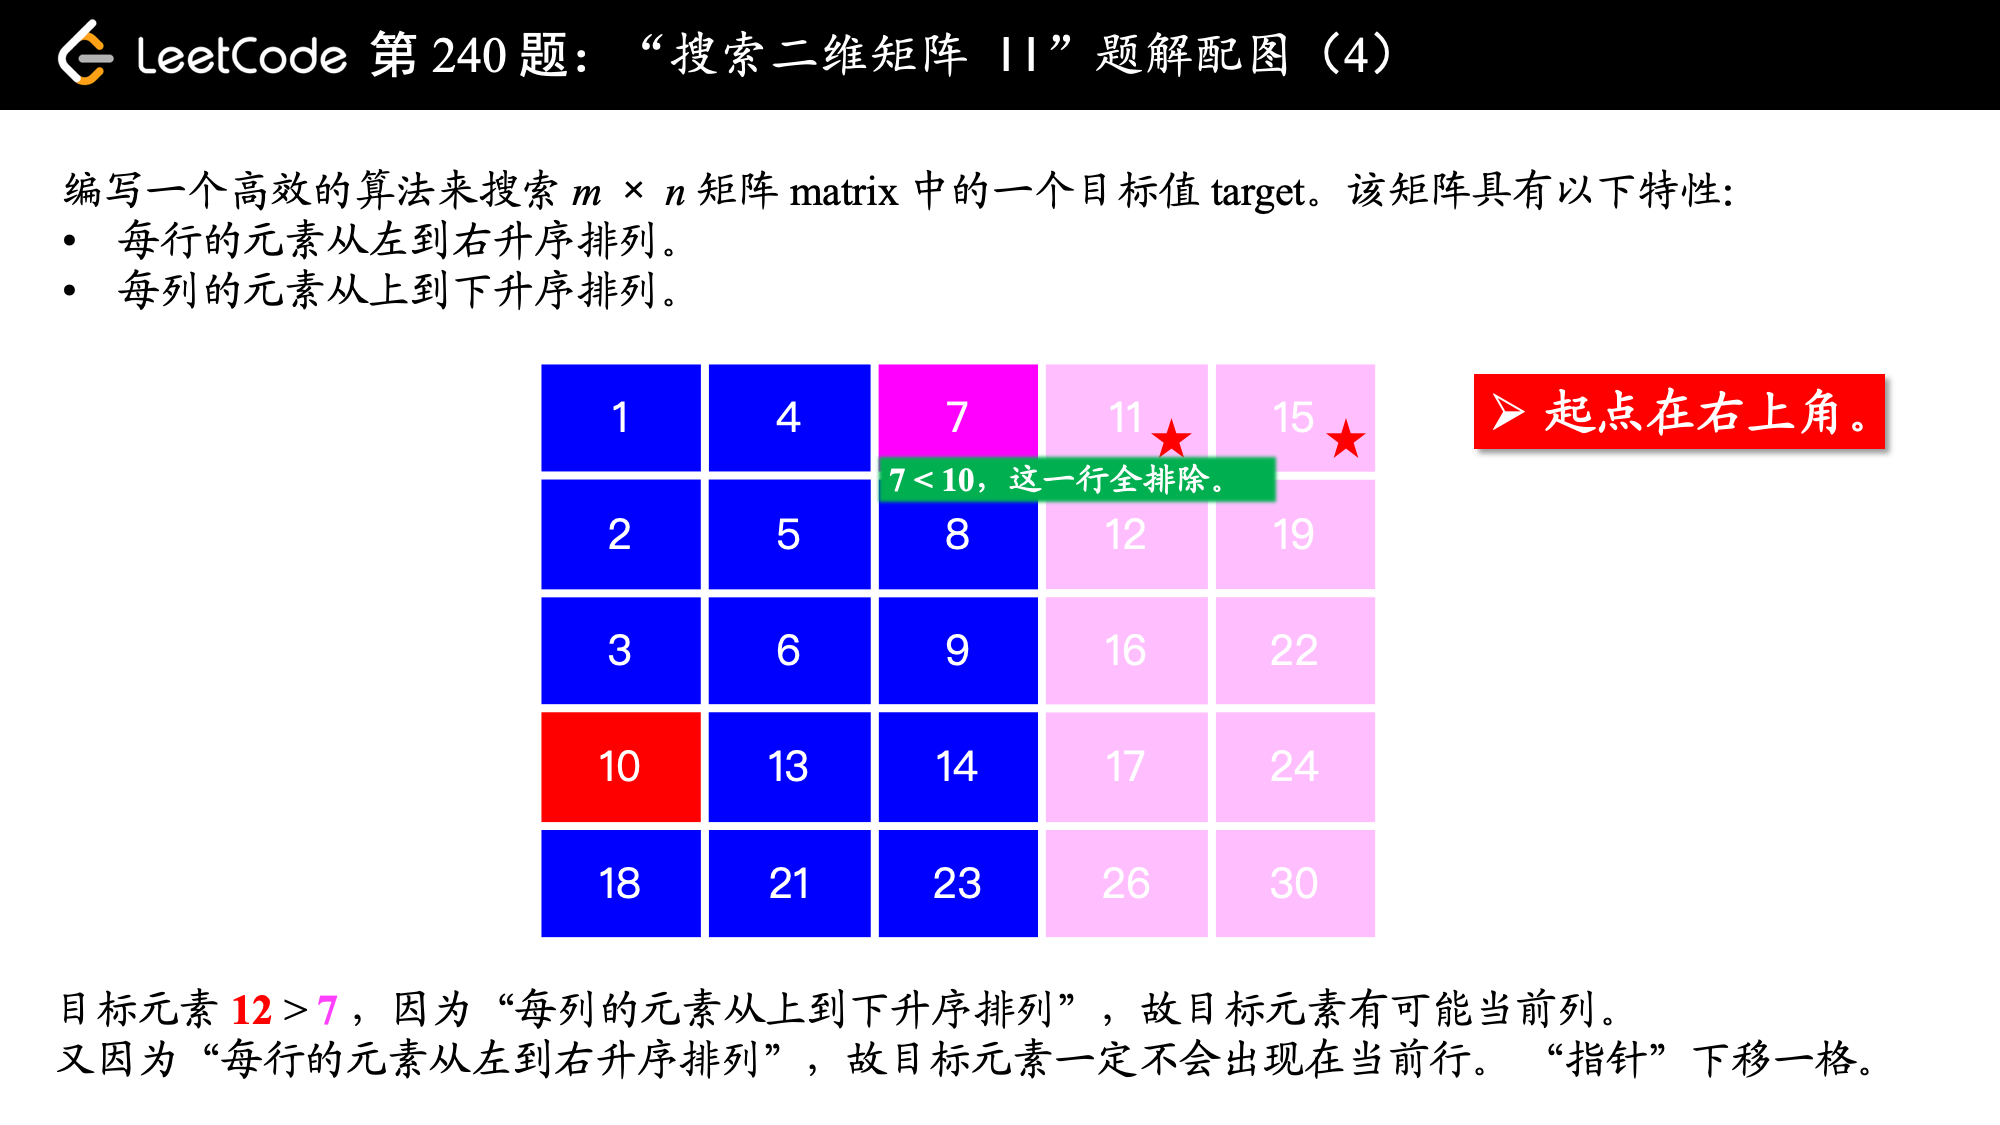 LeetCode 第 240 题：“搜索二维矩阵 II”题解配图（4）
编写一个高效的算法来搜索 m × n 矩阵 matrix 中的一个目标值 target。该矩阵具有以下特性:
• 每行的元素从左到右升序排列。
• 每列的元素从上到下升序排列。
➢ 起点在右上角。
1 4 7 11 15
7 < 10，这一行全排除。
2 5 8 12 19
3 6 9 16 22
10 13 14 17 24
18 21 23 26 30
目标元素 12 > 7 ，因为“每列的元素从上到下升序排列”，故目标元素有可能当前列。
又因为“每行的元素从左到右升序排列”，故目标元素一定不会出现在当前行。 “指针”下移一格。